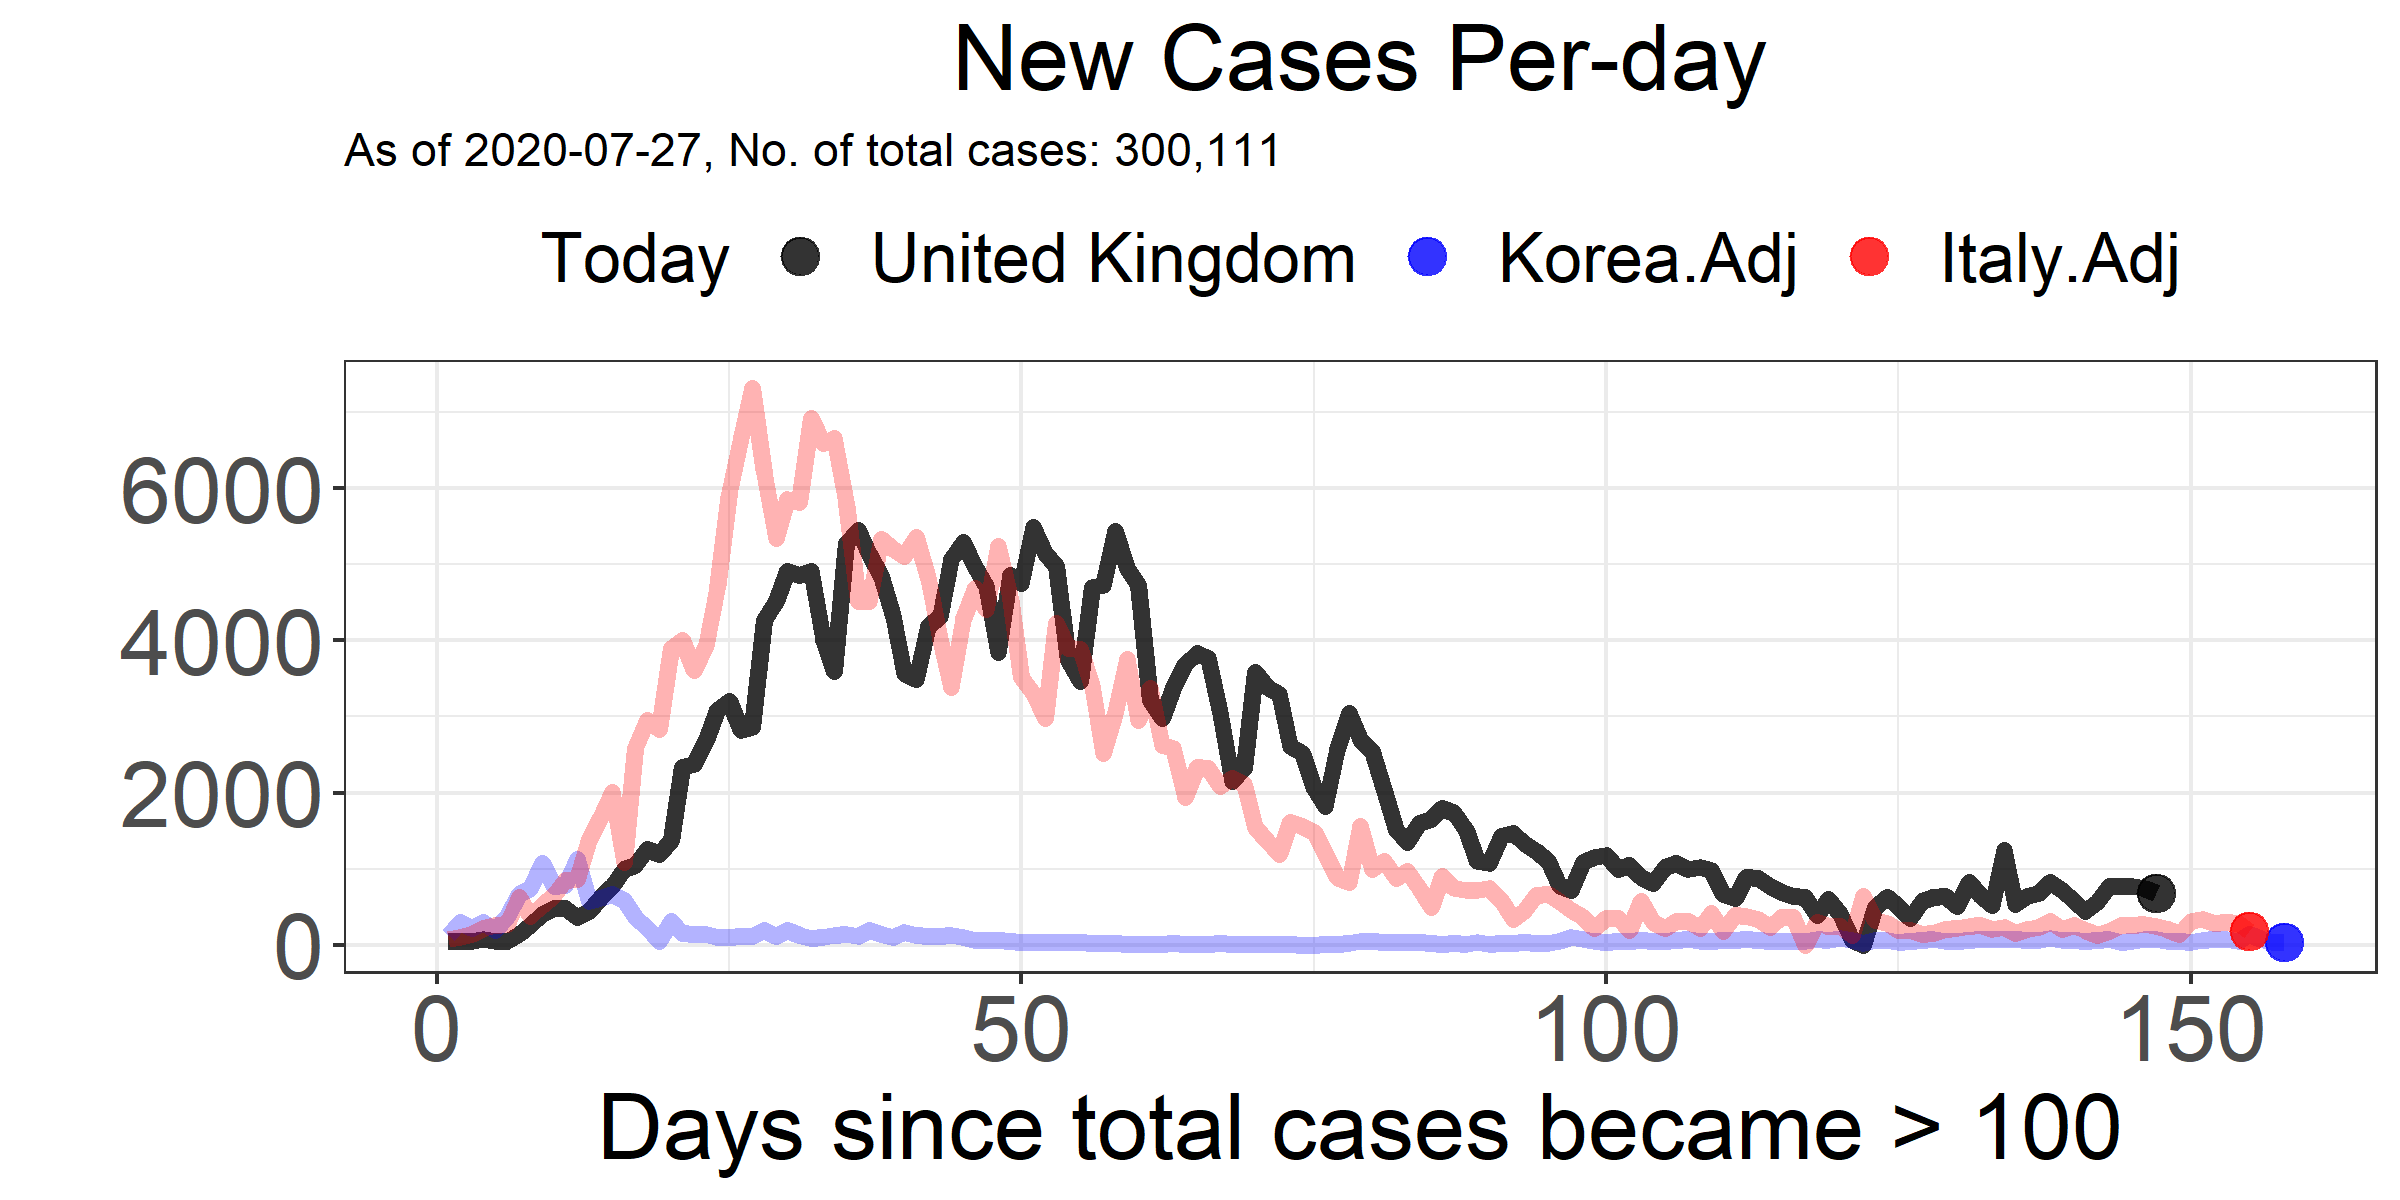 New Cases Per-day
As of 2020-07-27, No. of total cases: 300,111
Today United Kingdom Korea.Adj Italy.Adj
6000
4000
2000
0
0 50 100 150
Days since total cases became > 100